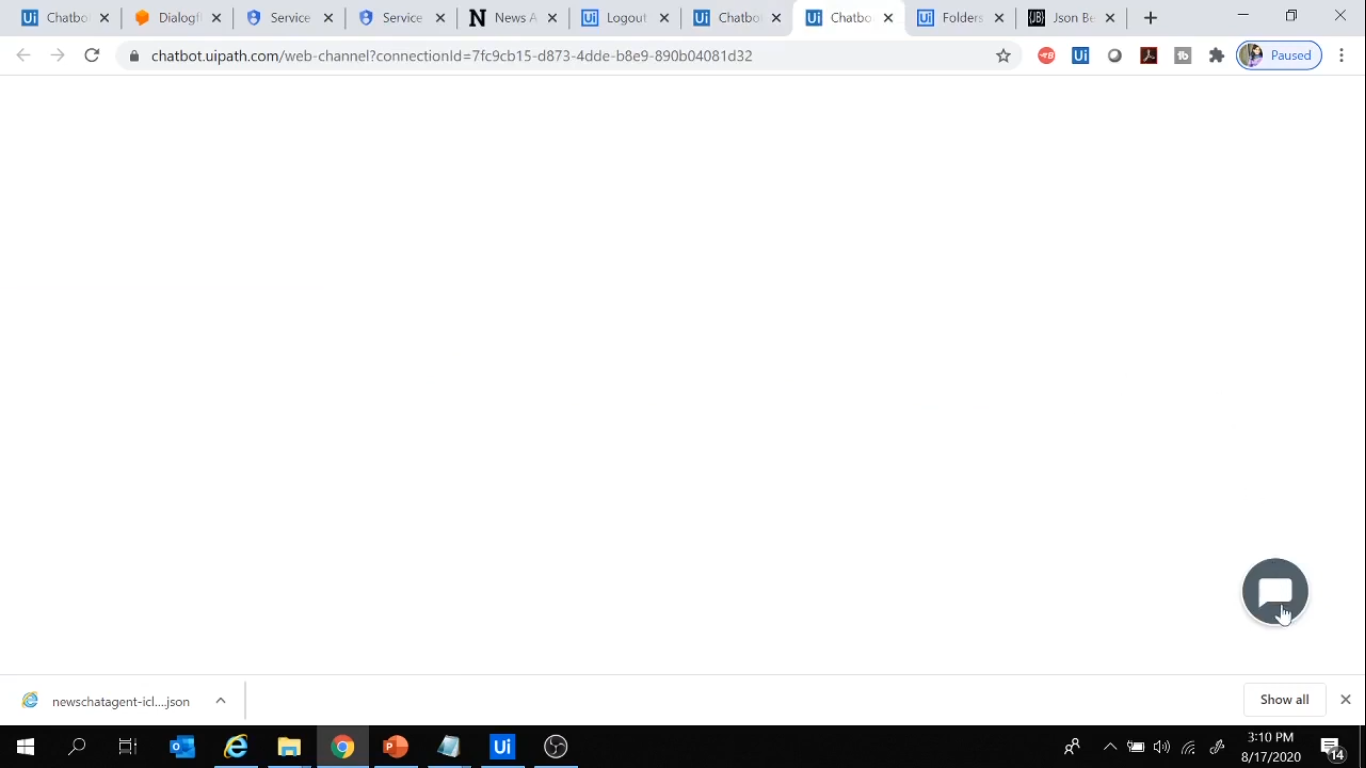 Chatbo
Dialogfl
Service
Service
News A
Logout
Chatbo
Chatbo
Folders
Json Be
chatbot.uipath.com/web-channel?connectionId=7fc9cb15-d873-4dde-b8e9-890b04081d32
Paused
newschatagent-icl....json
Show all
3:10 PM
8/17/2020
14